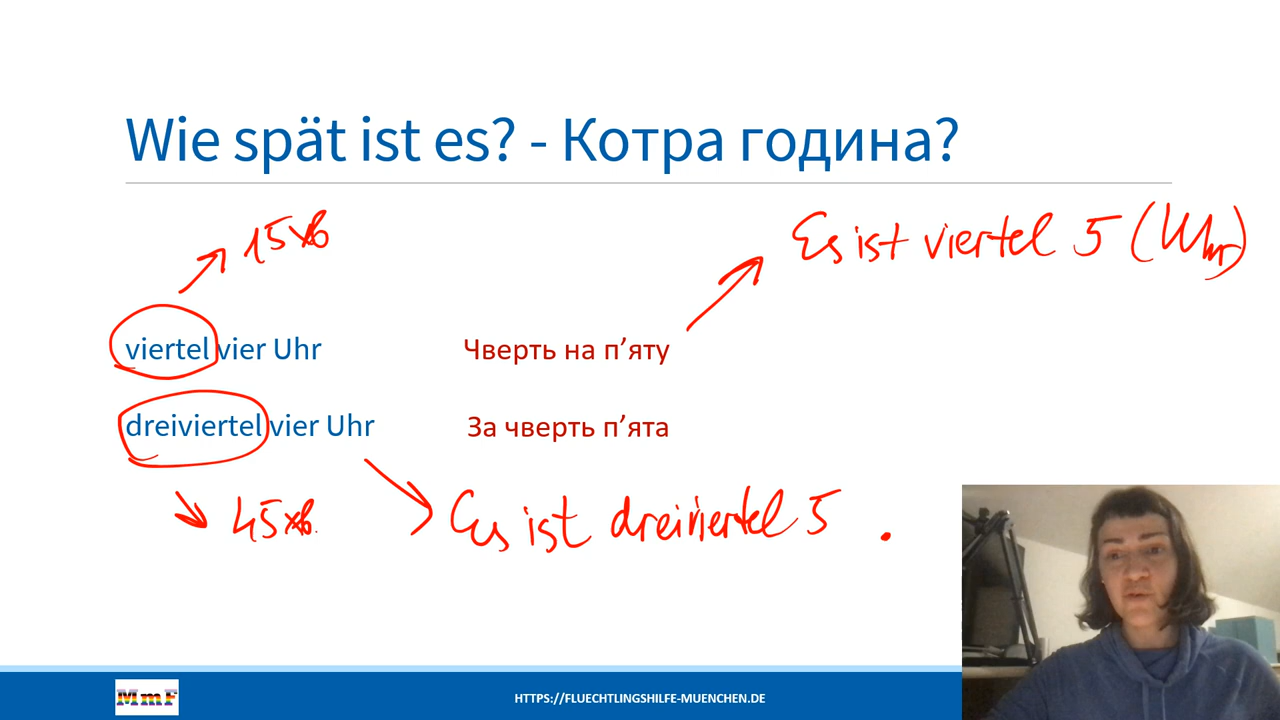 Wie spät ist es? - Котра година?
15 хв
Es ist viertel 5 (Uhr)
viertel vier Uhr
Чверть на п’яту
dreiviertel vier Uhr
За чверть п’ята
45 хв.
Es ist dreiviertel 5 .
MmF
HTTPS://FLUECHTLINGSHILFE-MUENCHEN.DE